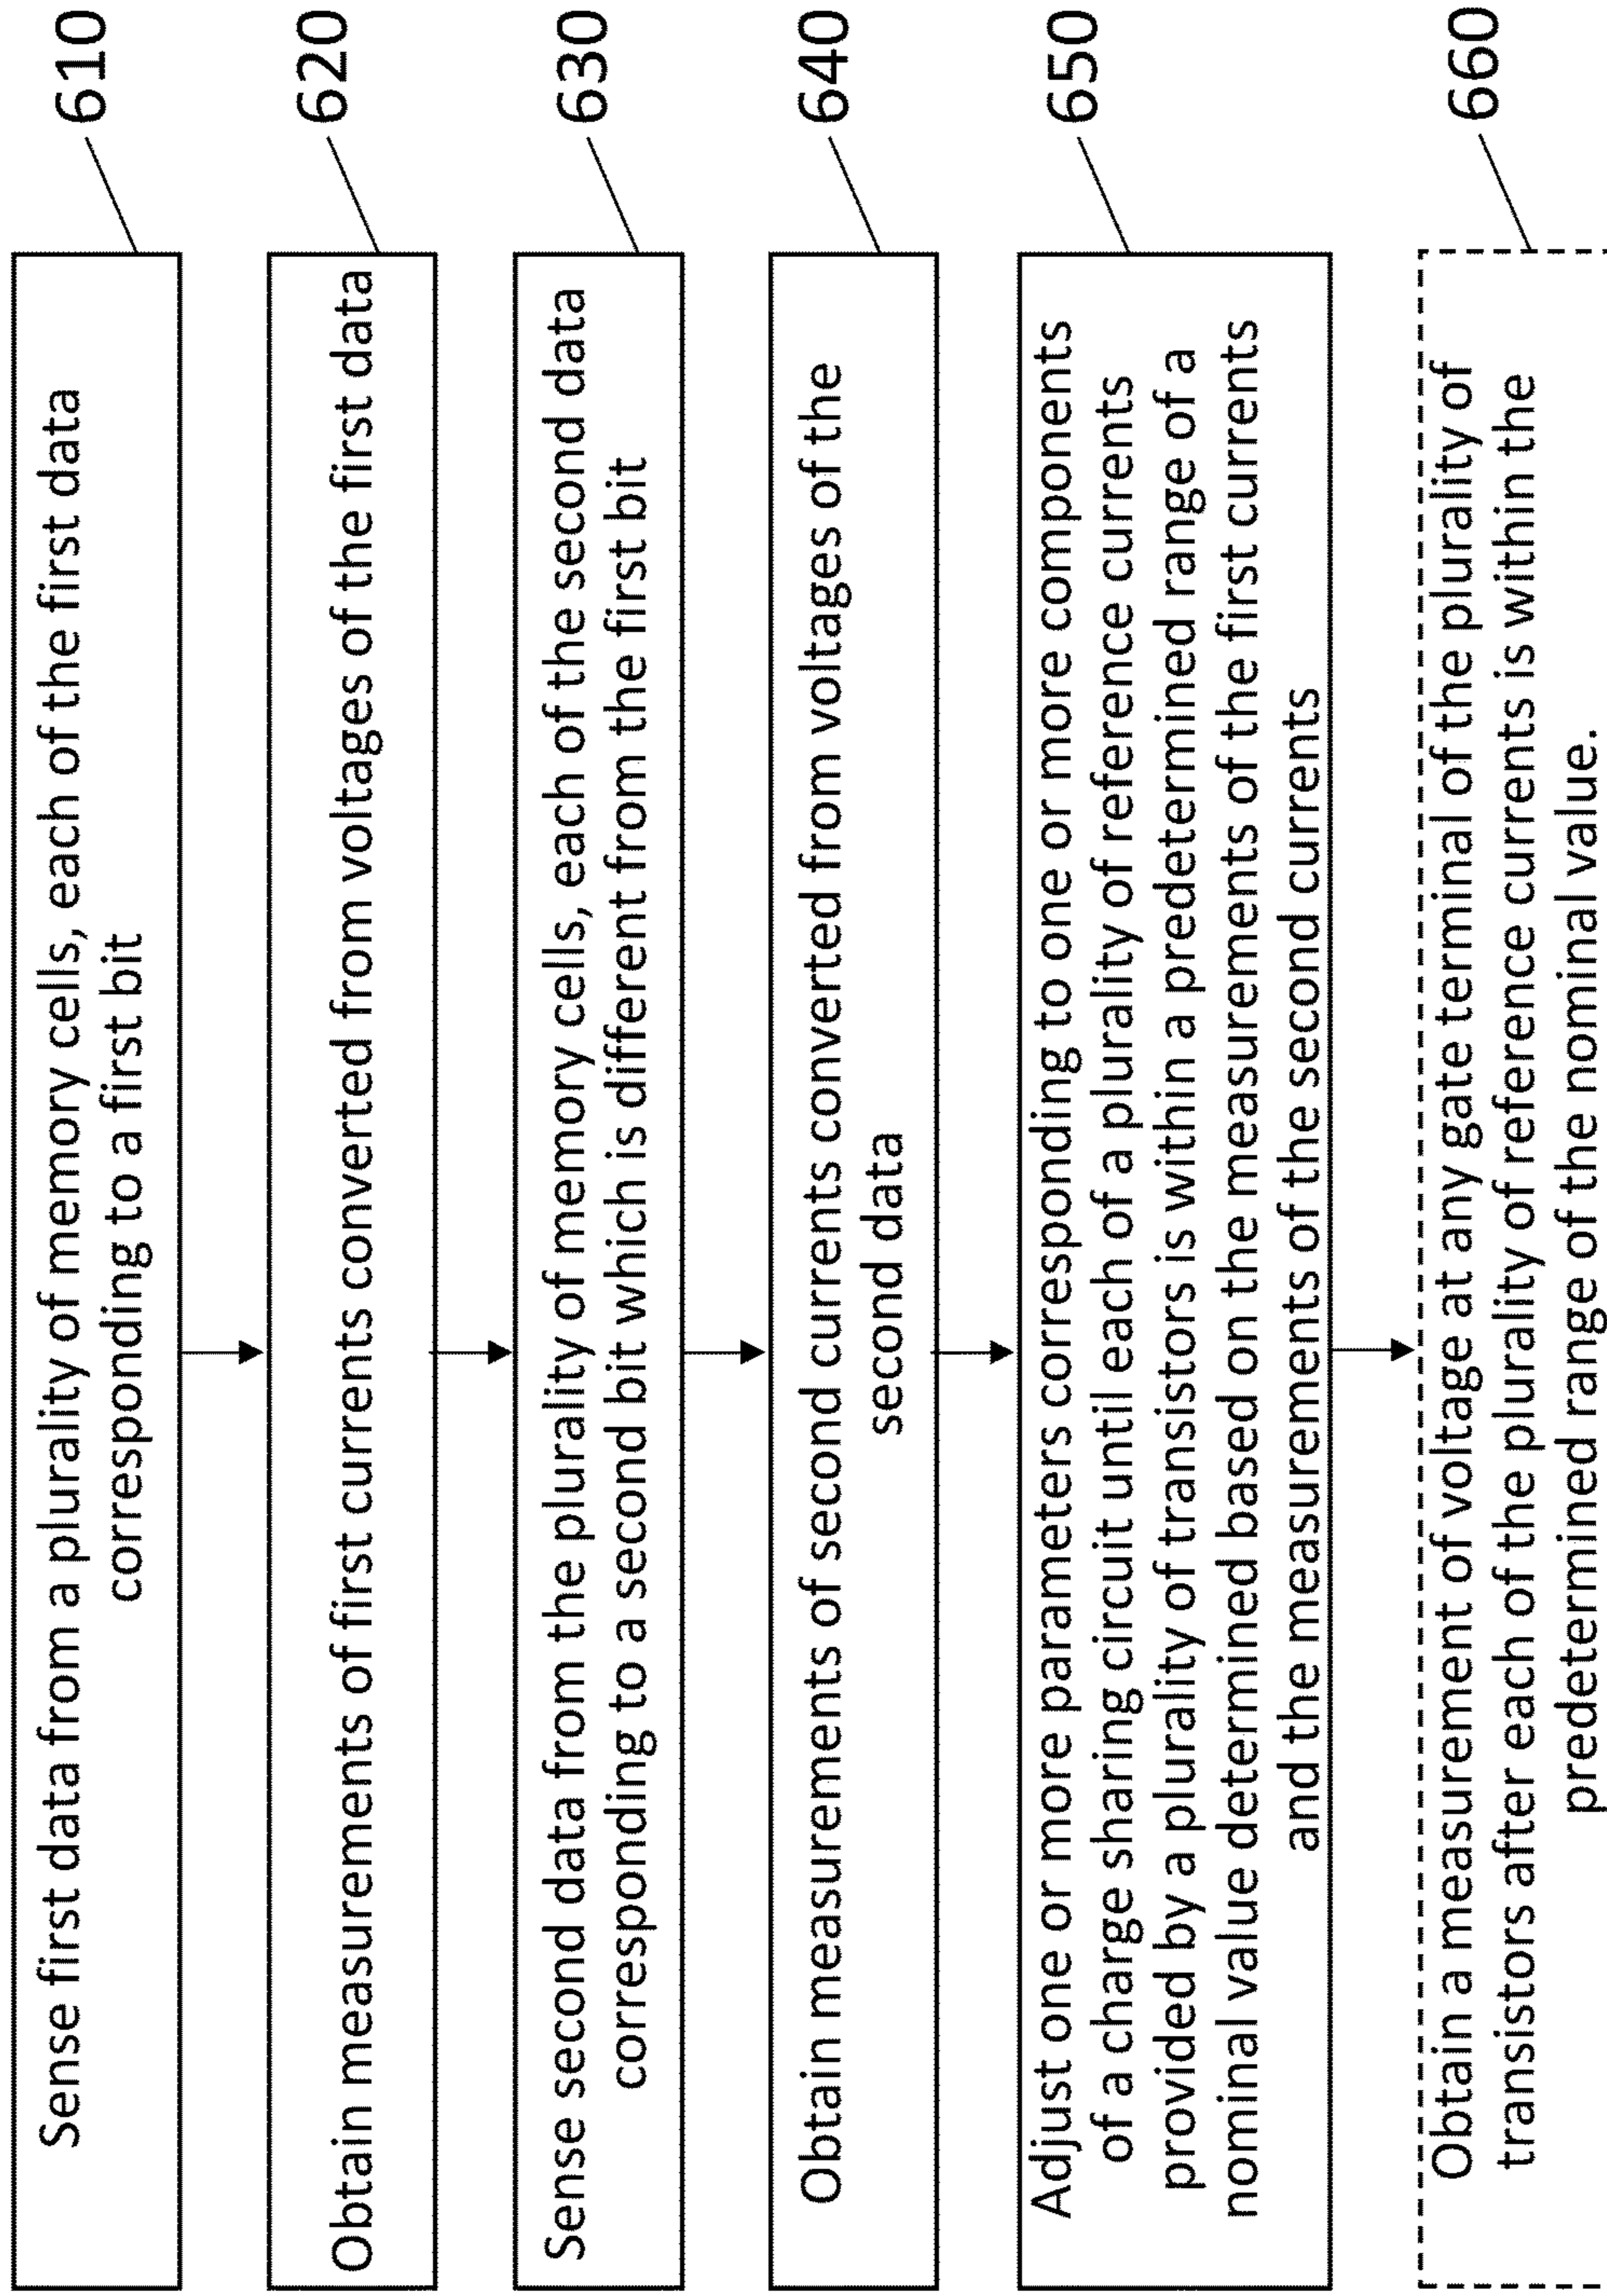 Sense first data from a plurality of memory cells, each of the first data
corresponding to a first bit
610
Obtain measurements of first currents converted from voltages of the first data
620
Sense second data from the plurality of memory cells, each of the second data
corresponding to a second bit which is different from the first bit
630
Obtain measurements of second currents converted from voltages of the
second data
640
Adjust one or more parameters corresponding to one or more components
of a charge sharing circuit until each of a plurality of reference currents
provided by a plurality of transistors is within a predetermined range of a
nominal value determined based on the measurements of the first currents
and the measurements of the second currents
650
Obtain a measurement of voltage at any gate terminal of the plurality of
transistors after each of the plurality of reference currents is within the
predetermined range of the nominal value.
660